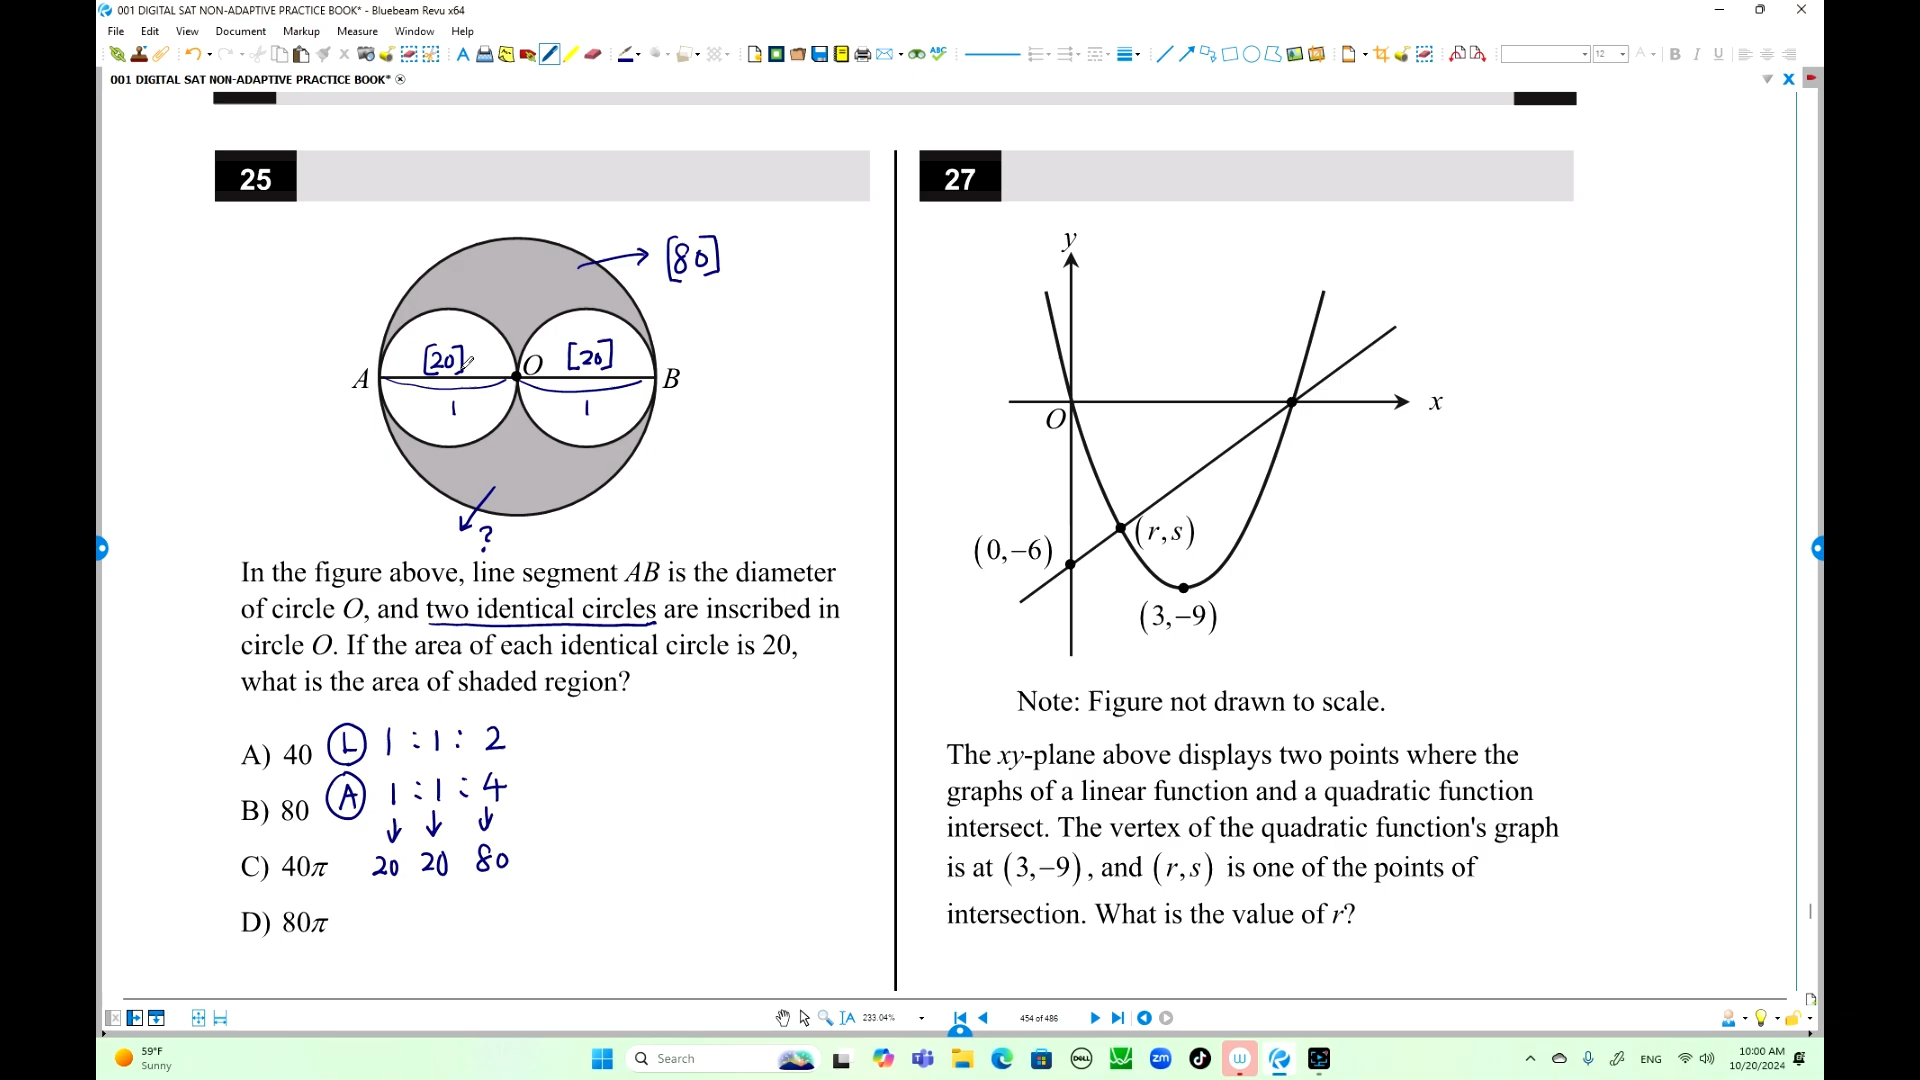 001 DIGITAL SAT NON-ADAPTIVE PRACTICE BOOK* - Bluebeam Revu x64
File Edit View Document Markup Measure Window Help
12
001 DIGITAL SAT NON-ADAPTIVE PRACTICE BOOK*
25
[80]
[20] [20]
A O B
1 1
?
In the figure above, line segment AB is the diameter
of circle O, and two identical circles are inscribed in
circle O. If the area of each identical circle is 20,
what is the area of shaded region?
A) 40
B) 80
C) 40π
D) 80π
L 1 : 1 : 2
A 1 : 1 : 4
20 20 80
27
y
x
O
(r,s)
(0,−6)
(3,−9)
Note: Figure not drawn to scale.
The xy-plane above displays two points where the
graphs of a linear function and a quadratic function
intersect. The vertex of the quadratic function's graph
is at (3,−9), and (r,s) is one of the points of
intersection. What is the value of r?
233.04%
454 of 486
59°F
Sunny
Search
ENG
10:00 AM
10/20/2024